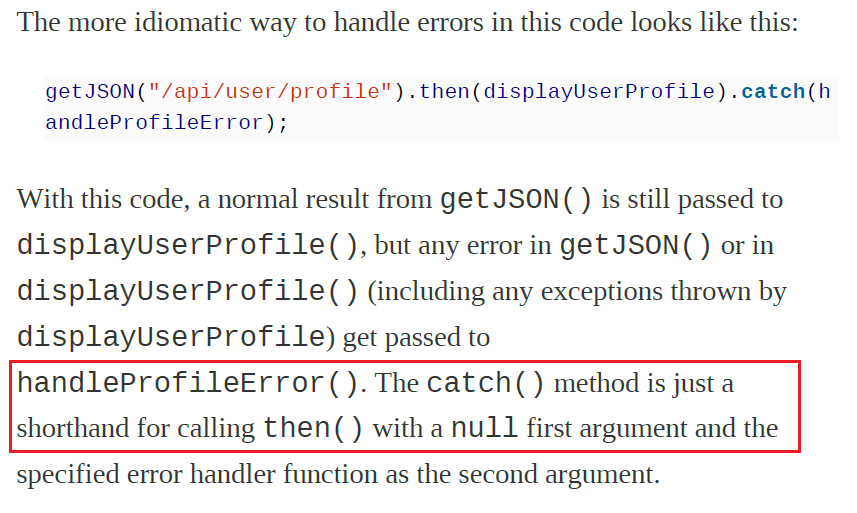 The more idiomatic way to handle errors in this code looks like this:
getJSON("/api/user/profile").then(displayUserProfile).catch(h
andleProfileError);
With this code, a normal result from getJSON() is still passed to
displayUserProfile(), but any error in getJSON() or in
displayUserProfile() (including any exceptions thrown by
displayUserProfile) get passed to
handleProfileError(). The catch() method is just a
shorthand for calling then() with a null first argument and the
specified error handler function as the second argument.